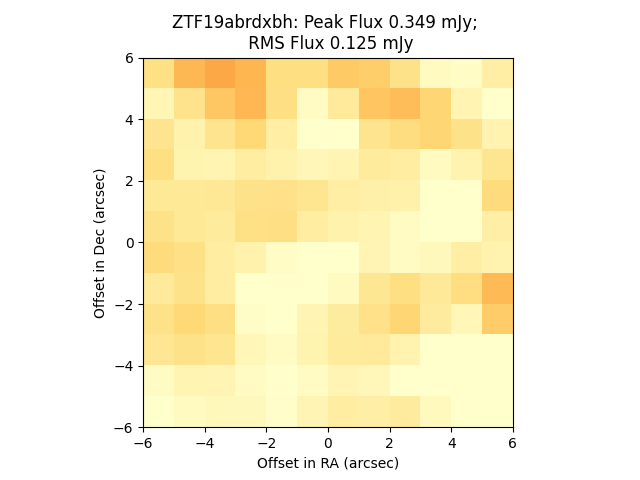 ZTF19abrdxbh: Peak Flux 0.349 mJy;
RMS Flux 0.125 mJy
6
4
2
0
−2
−4
−6
Offset in Dec (arcsec)
−6 −4 −2 0 2 4 6
Offset in RA (arcsec)